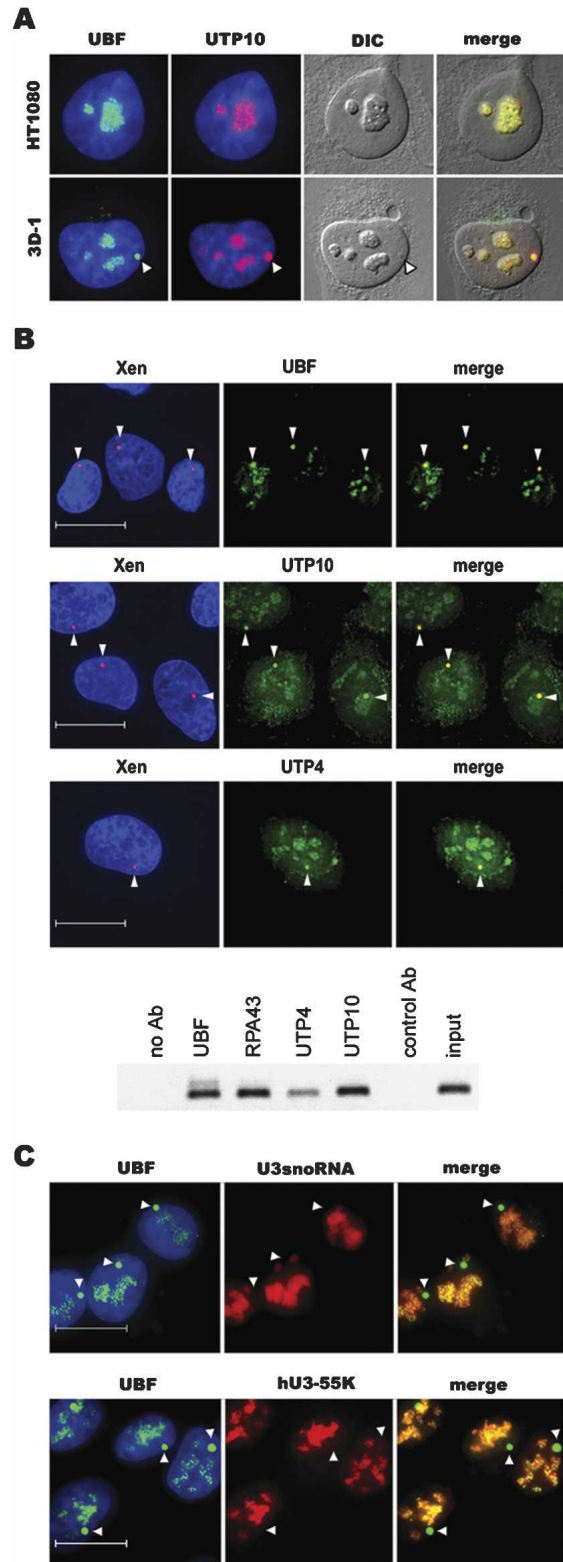 A
UBF UTP10 DIC merge
HT1080
3D-1
B
Xen UBF merge
Xen UTP10 merge
Xen UTP4 merge
no Ab UBF RPA43 UTP4 UTP10 control Ab input
C
UBF U3snoRNA merge
UBF hU3-55K merge